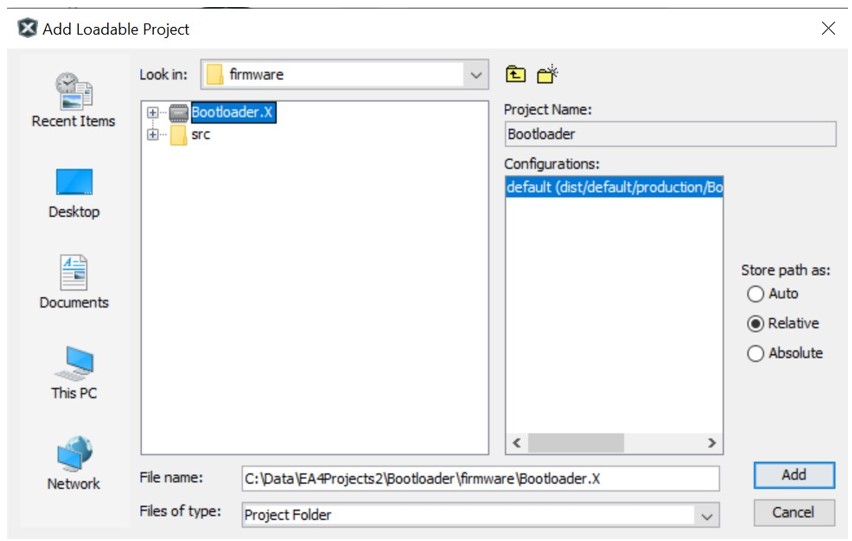 Add Loadable Project
Look in: firmware
Recent Items
Desktop
Documents
This PC
Network
Bootloader.X
src
Project Name:
Bootloader
Configurations:
default (dist/default/production/Bo
Store path as:
Auto
Relative
Absolute
File name: C:\Data\EA4Projects2\Bootloader\firmware\Bootloader.X
Add
Files of type: Project Folder
Cancel